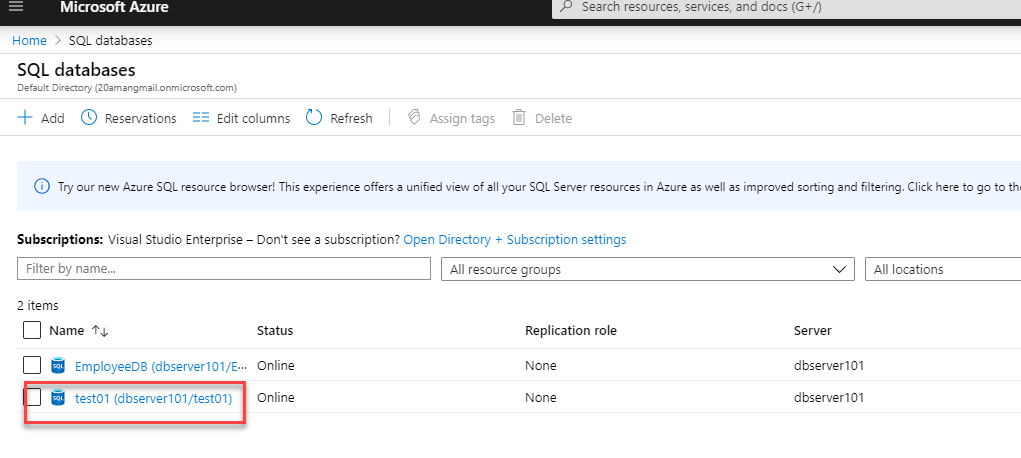 Microsoft Azure
Search resources, services, and docs (G+/)
Home > SQL databases
SQL databases
Default Directory (20amangmail.onmicrosoft.com)
Add Reservations Edit columns Refresh Assign tags Delete
Try our new Azure SQL resource browser! This experience offers a unified view of all your SQL Server resources in Azure as well as improved sorting and filtering. Click here to go to the
Subscriptions: Visual Studio Enterprise – Don't see a subscription? Open Directory + Subscription settings
Filter by name... All resource groups All locations
2 items
Name ↑↓ Status Replication role Server
SQL EmployeeDB (dbserver101/E··· Online None dbserver101
SQL test01 (dbserver101/test01) Online None dbserver101